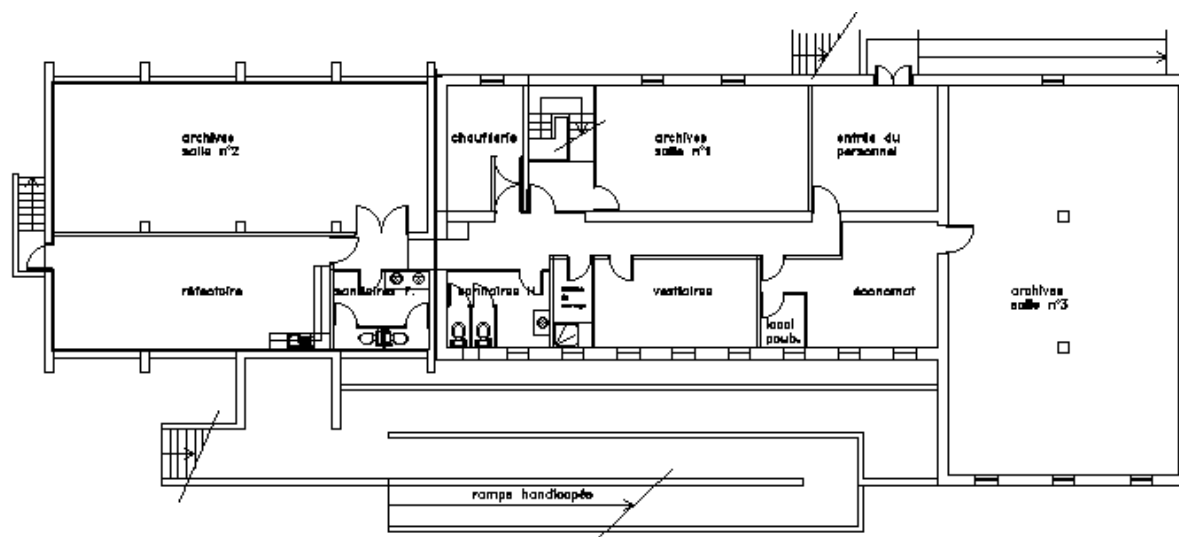 archives
salle n°2
chaufferie
archives
salle n°1
entrée du
personnel
réfectoire
sanitaires F.
sanitaires H.
vestiaires
économat
archives
salle n°3
local
poub.
rampe handicapée